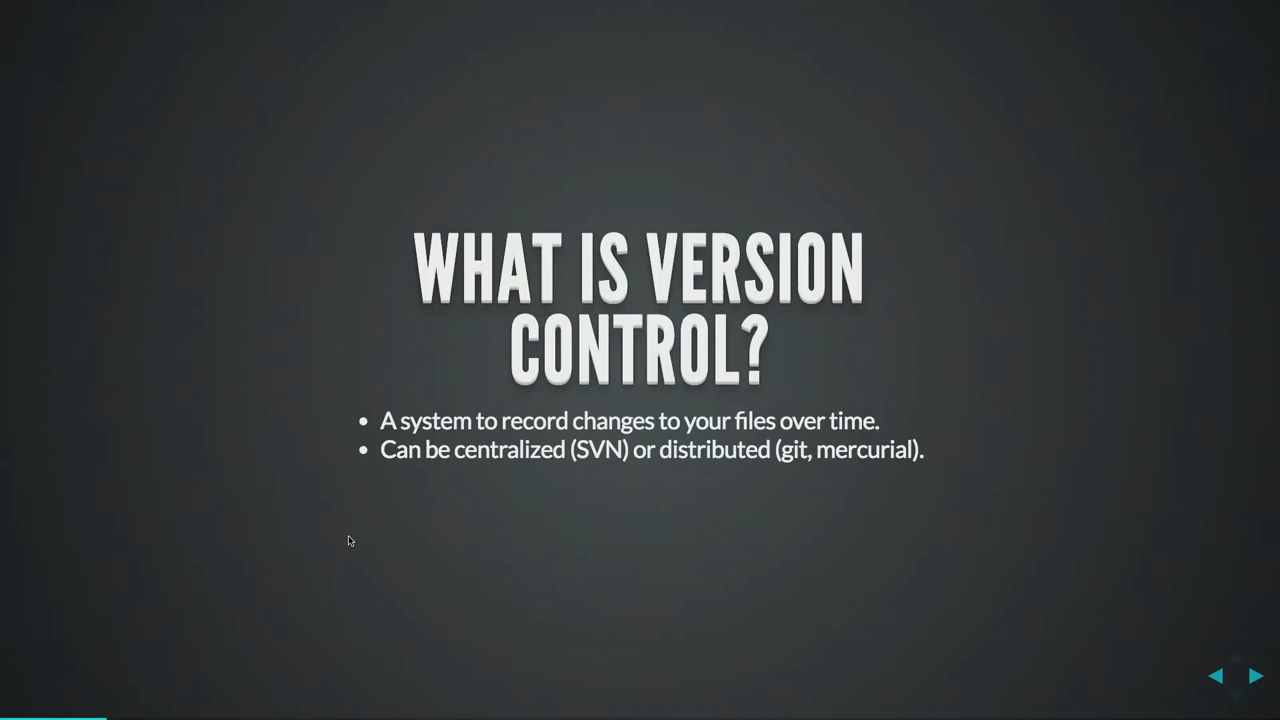 WHAT IS VERSION
CONTROL?
• A system to record changes to your files over time.
• Can be centralized (SVN) or distributed (git, mercurial).